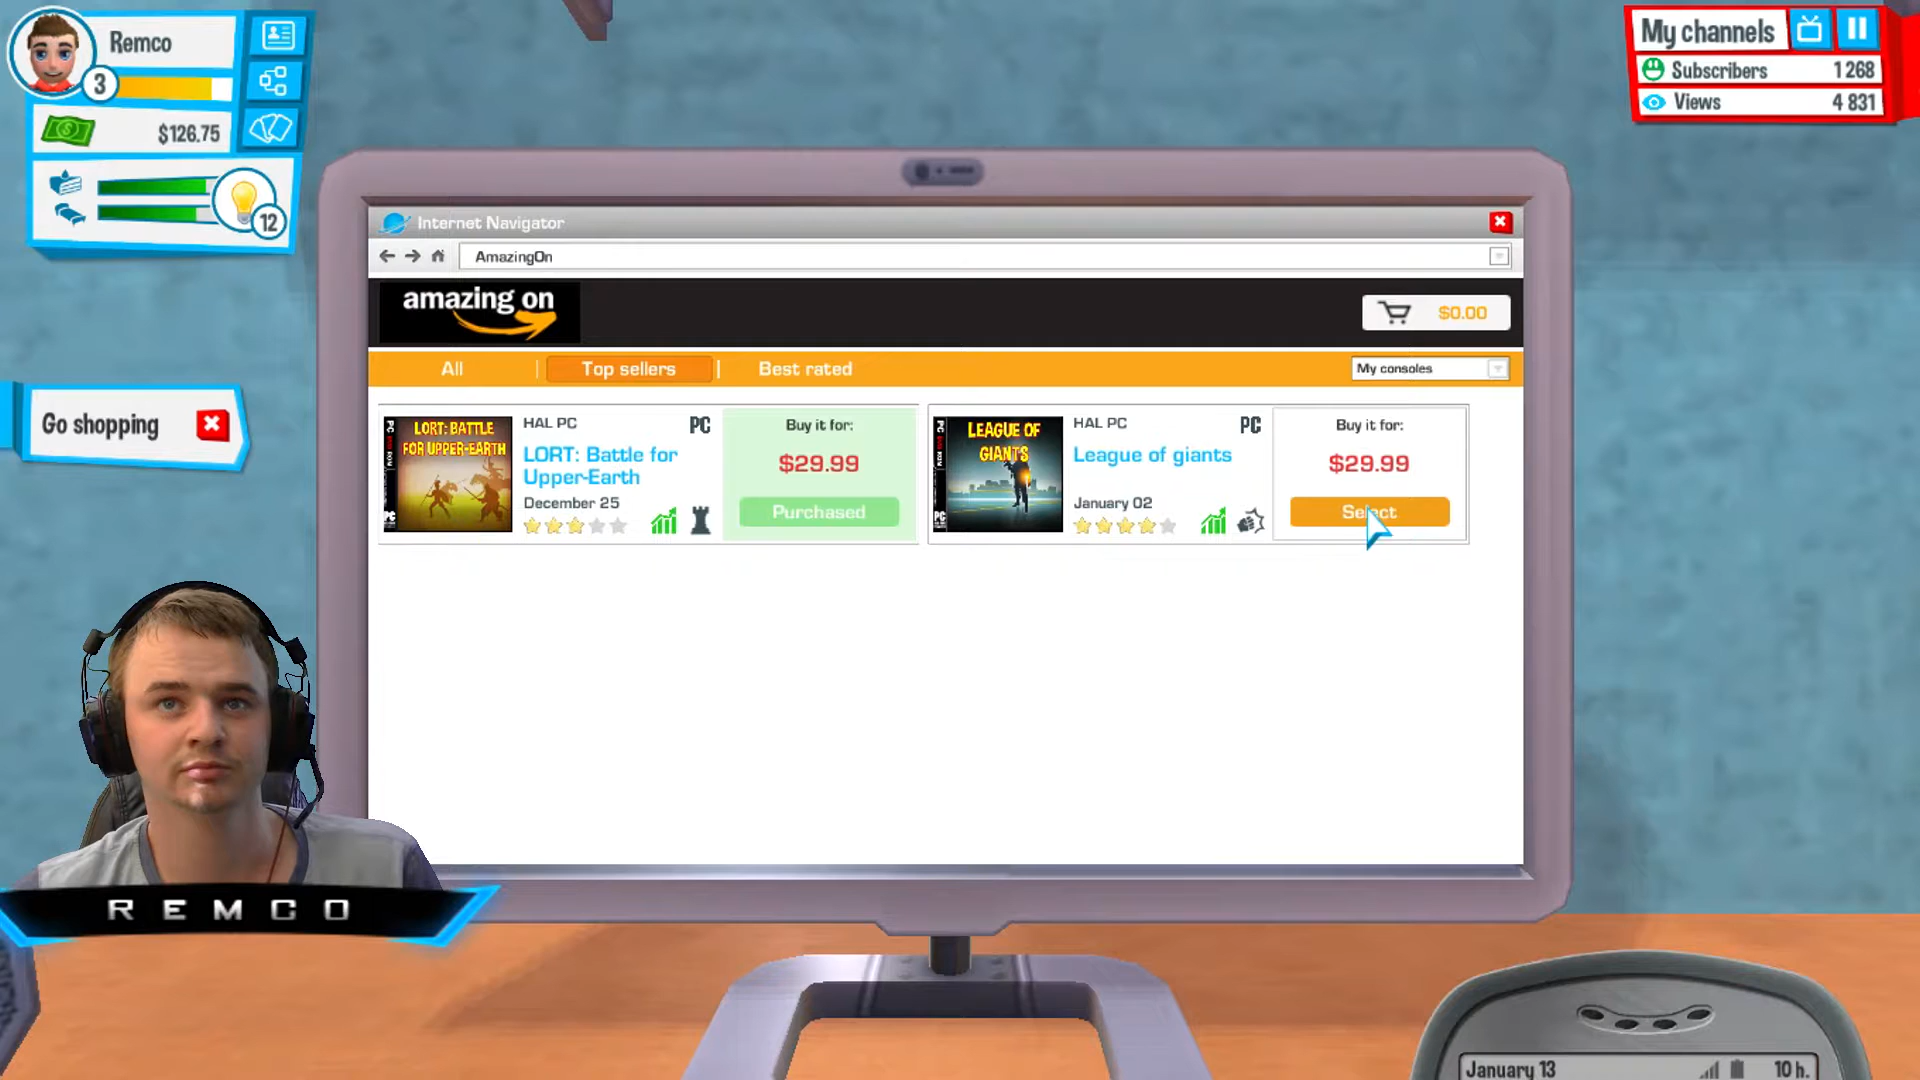 Remco
3
$126.75
12
My channels
Subscribers 1 268
Views 4 831
Internet Navigator
AmazingOn
amazing on
$0.00
All | Top sellers | Best rated
My consoles
Go shopping
LORT: BATTLE
FOR UPPER-EARTH
PC
HAL PC
PC
LORT: Battle for
Upper-Earth
December 25
Buy it for:
$29.99
Purchased
LEAGUE OF
GIANTS
PC
HAL PC
PC
League of giants
January 02
Buy it for:
$29.99
Select
REMCO
January 13
10 h.